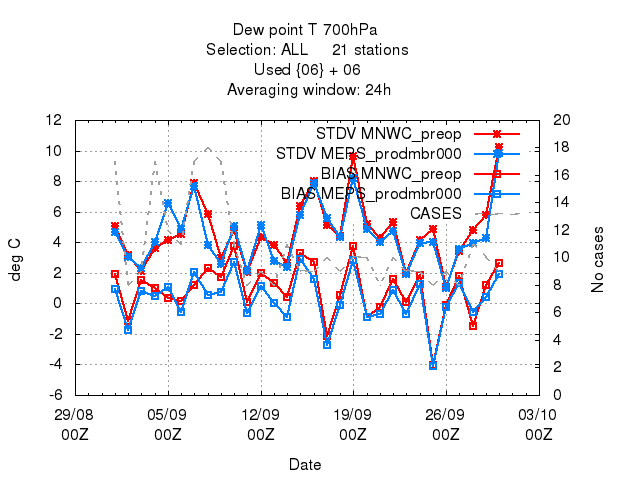 Dew point T 700hPa
Selection: ALL 21 stations
Used {06} + 06
Averaging window: 24h
STDV MNWC_preop
STDV MEPS_prodmbr000
BIAS MNWC_preop
BIAS MEPS_prodmbr000
CASES
12
10
8
6
4
2
0
-2
-4
-6
deg C
20
18
16
14
12
10
8
6
4
2
0
No cases
29/08 05/09 12/09 19/09 26/09 03/10
00Z 00Z 00Z 00Z 00Z 00Z
Date